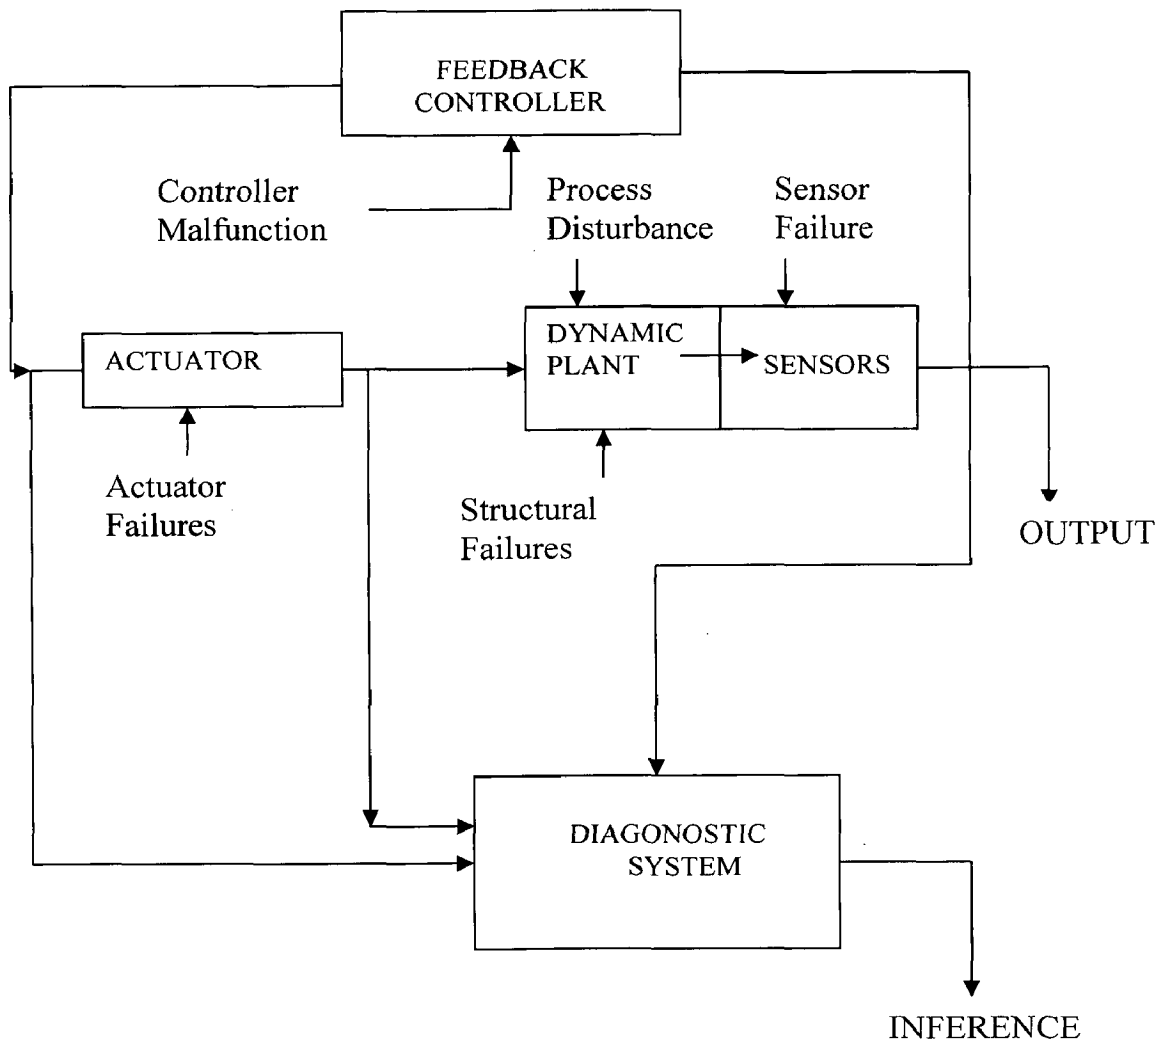 FEEDBACK
CONTROLLER
Controller
Malfunction
Process
Disturbance
Sensor
Failure
ACTUATOR
DYNAMIC
PLANT
SENSORS
Actuator
Failures
Structural
Failures
OUTPUT
DIAGONOSTIC
SYSTEM
INFERENCE